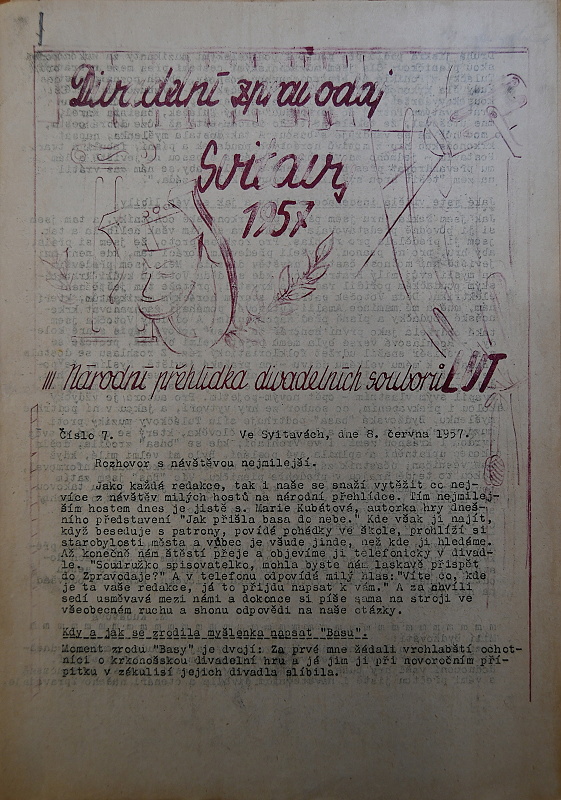 Divadelní zpravodaj
Svitavy
1957
III. Národní přehlídka divadelních souborů LUT
Číslo 7.
Ve Svitavách, dne 8. června 1957.
Rozhovor s návštěvou nejmilejší.
Jako každá redakce, tak i naše se snaží vytěžit co nej-
více z návštěv milých hostů na národní přehlídce. Tím nejmilej-
ším hostem dnes je jistě s. Marie Kubátová, autorka hry dneš-
ního představení "Jak přišla basa do nebe." Kde však ji najít,
když beseduje s patrony, povídá pohádky ve škole, prohlíží si
starobylosti města a vůbec je všude jinde, než kde ji hledáme.
Až konečně nám štěstí přeje a objevíme ji telefonicky v divad-
le. "Soudružko spisovatelko, mohla byste nám laskavě přispět
do Zpravodaje?" A v telefonu odpovídá milý hlas:"Víte co, kde
je ta vaše redakce, já to přijdu napsat k vám." A za chvíli
sedí usměvavá mezi námi a dokonce si píše sama na stroji ve
všeobecném ruchu a shonu odpovědi na naše otázky.
Kdy a jak se zrodila myšlenka napsat "Basu".
Moment zrodu "Basy" je dvojí: Za prvé mne žádali vrchlabští ochot-
níci o krkonošskou divadelní hru a já jim ji při novoročním pří-
pitku v zákulisí jejich divadla slíbila.